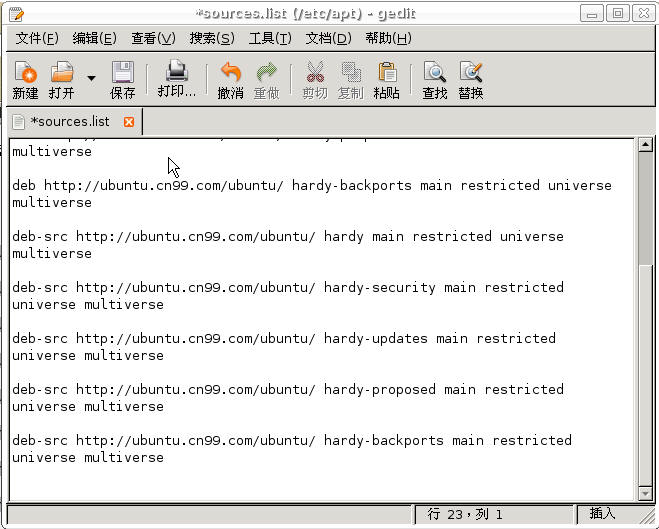 *sources.list (/etc/apt) - gedit
文件(F) 编辑(E) 查看(V) 搜索(S) 工具(T) 文档(D) 帮助(H)
新建 打开 保存 打印... 撤消 重做 剪切 复制 粘贴 查找 替换
*sources.list
multiverse
deb http://ubuntu.cn99.com/ubuntu/ hardy-backports main restricted universe
multiverse
deb-src http://ubuntu.cn99.com/ubuntu/ hardy main restricted universe
multiverse
deb-src http://ubuntu.cn99.com/ubuntu/ hardy-security main restricted
universe multiverse
deb-src http://ubuntu.cn99.com/ubuntu/ hardy-updates main restricted
universe multiverse
deb-src http://ubuntu.cn99.com/ubuntu/ hardy-proposed main restricted
universe multiverse
deb-src http://ubuntu.cn99.com/ubuntu/ hardy-backports main restricted
universe multiverse
行 23，列 1 插入